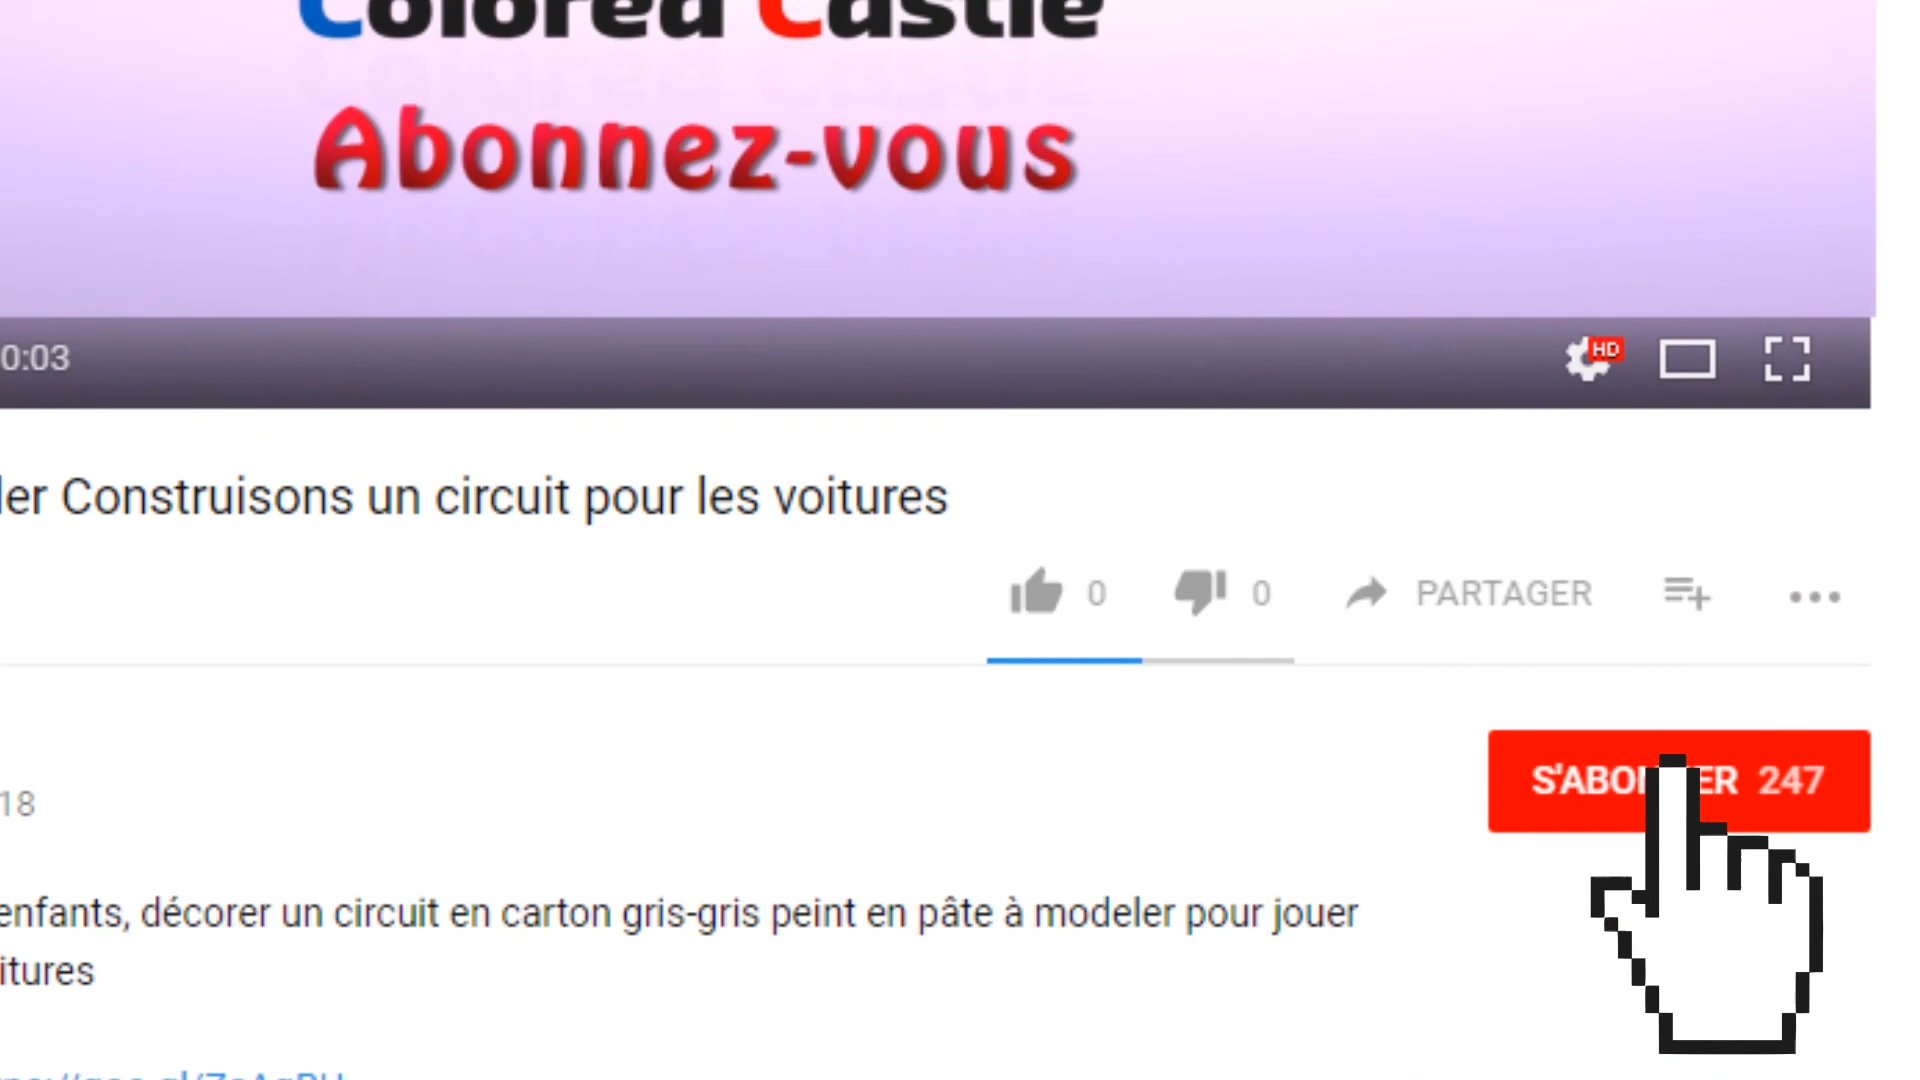 Colored Castle
Abonnez-vous
0:03
HD
ler Construisons un circuit pour les voitures
0
0
PARTAGER
S'ABONNER 247
18
enfants, décorer un circuit en carton gris-gris peint en pâte à modeler pour jouer
itures